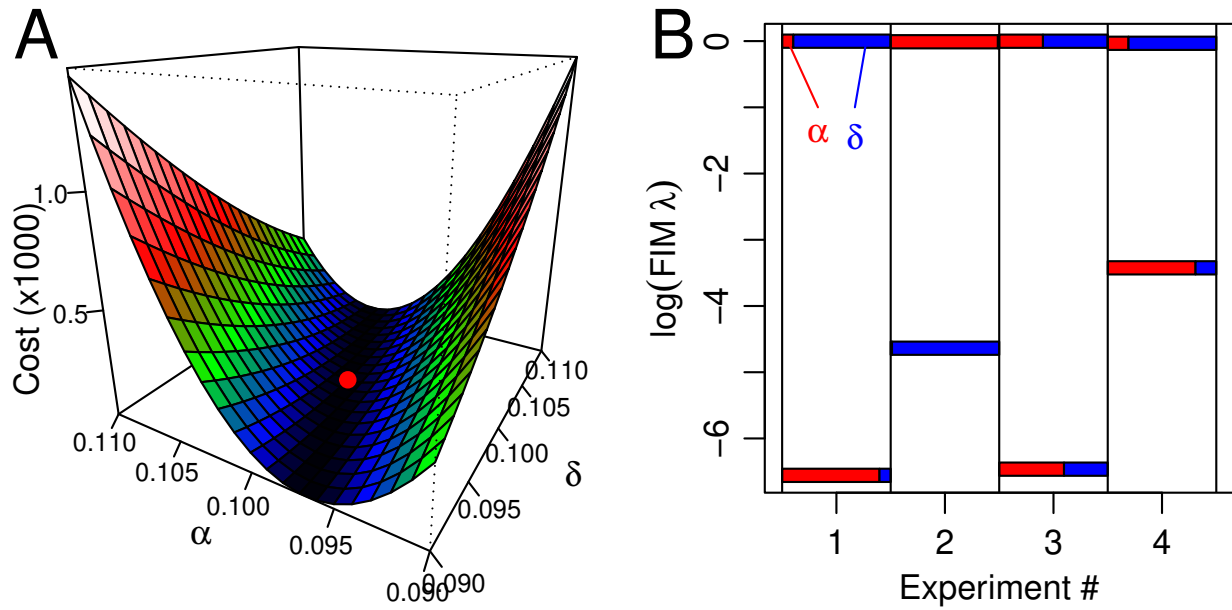 A
Cost (x1000)
1.0
0.5
0.110
0.105
0.100
0.095
0.090
α
0.090
0.095
0.100
0.105
0.110
δ
B
log(FIM λ)
0
-2
-4
-6
α
δ
1
2
3
4
Experiment #